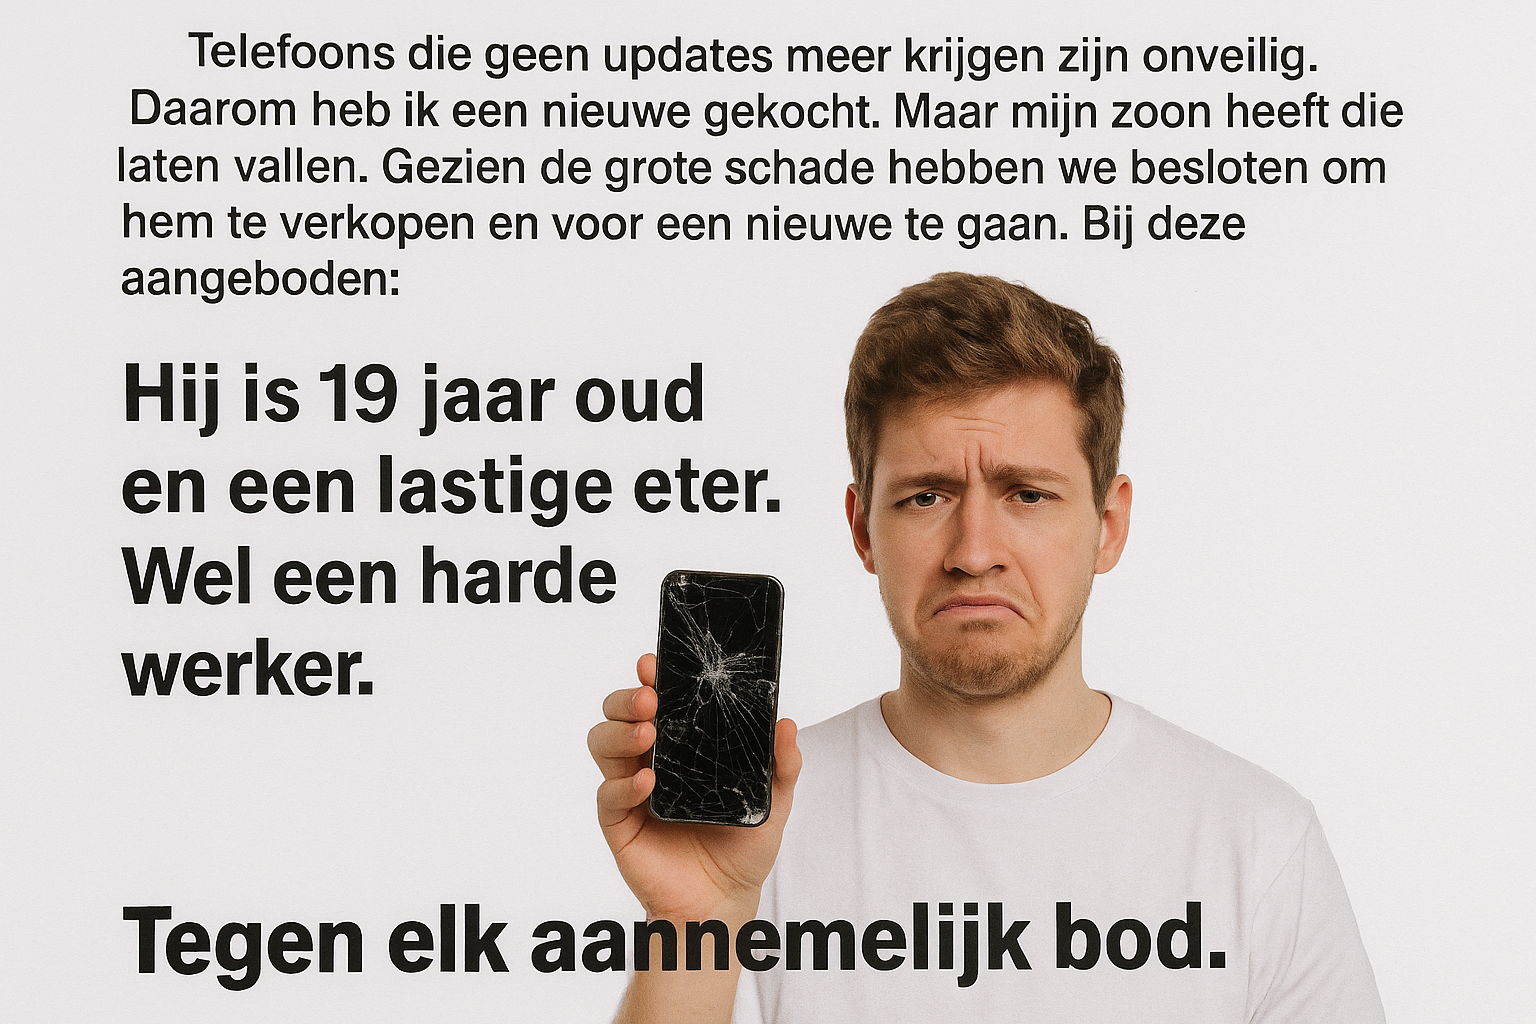 Telefoons die geen updates meer krijgen zijn onveilig.
Daarom heb ik een nieuwe gekocht. Maar mijn zoon heeft die
laten vallen. Gezien de grote schade hebben we besloten om
hem te verkopen en voor een nieuwe te gaan. Bij deze
aangeboden:
Hij is 19 jaar oud
en een lastige eter.
Wel een harde
werker.
Tegen elk aannemelijk bod.